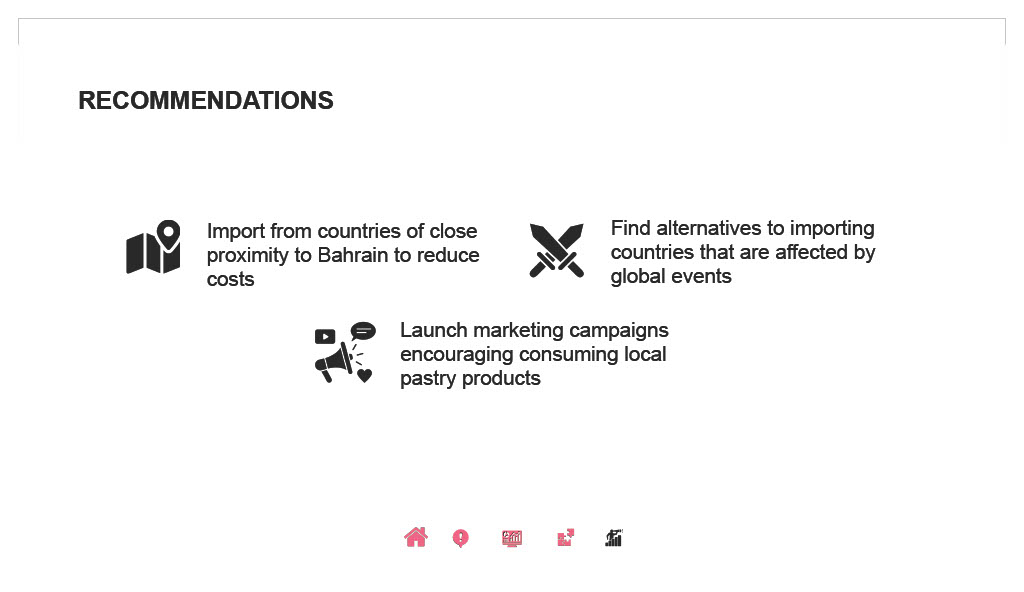 RECOMMENDATIONS
Import from countries of close
proximity to Bahrain to reduce
costs
Find alternatives to importing
countries that are affected by
global events
Launch marketing campaigns
encouraging consuming local
pastry products